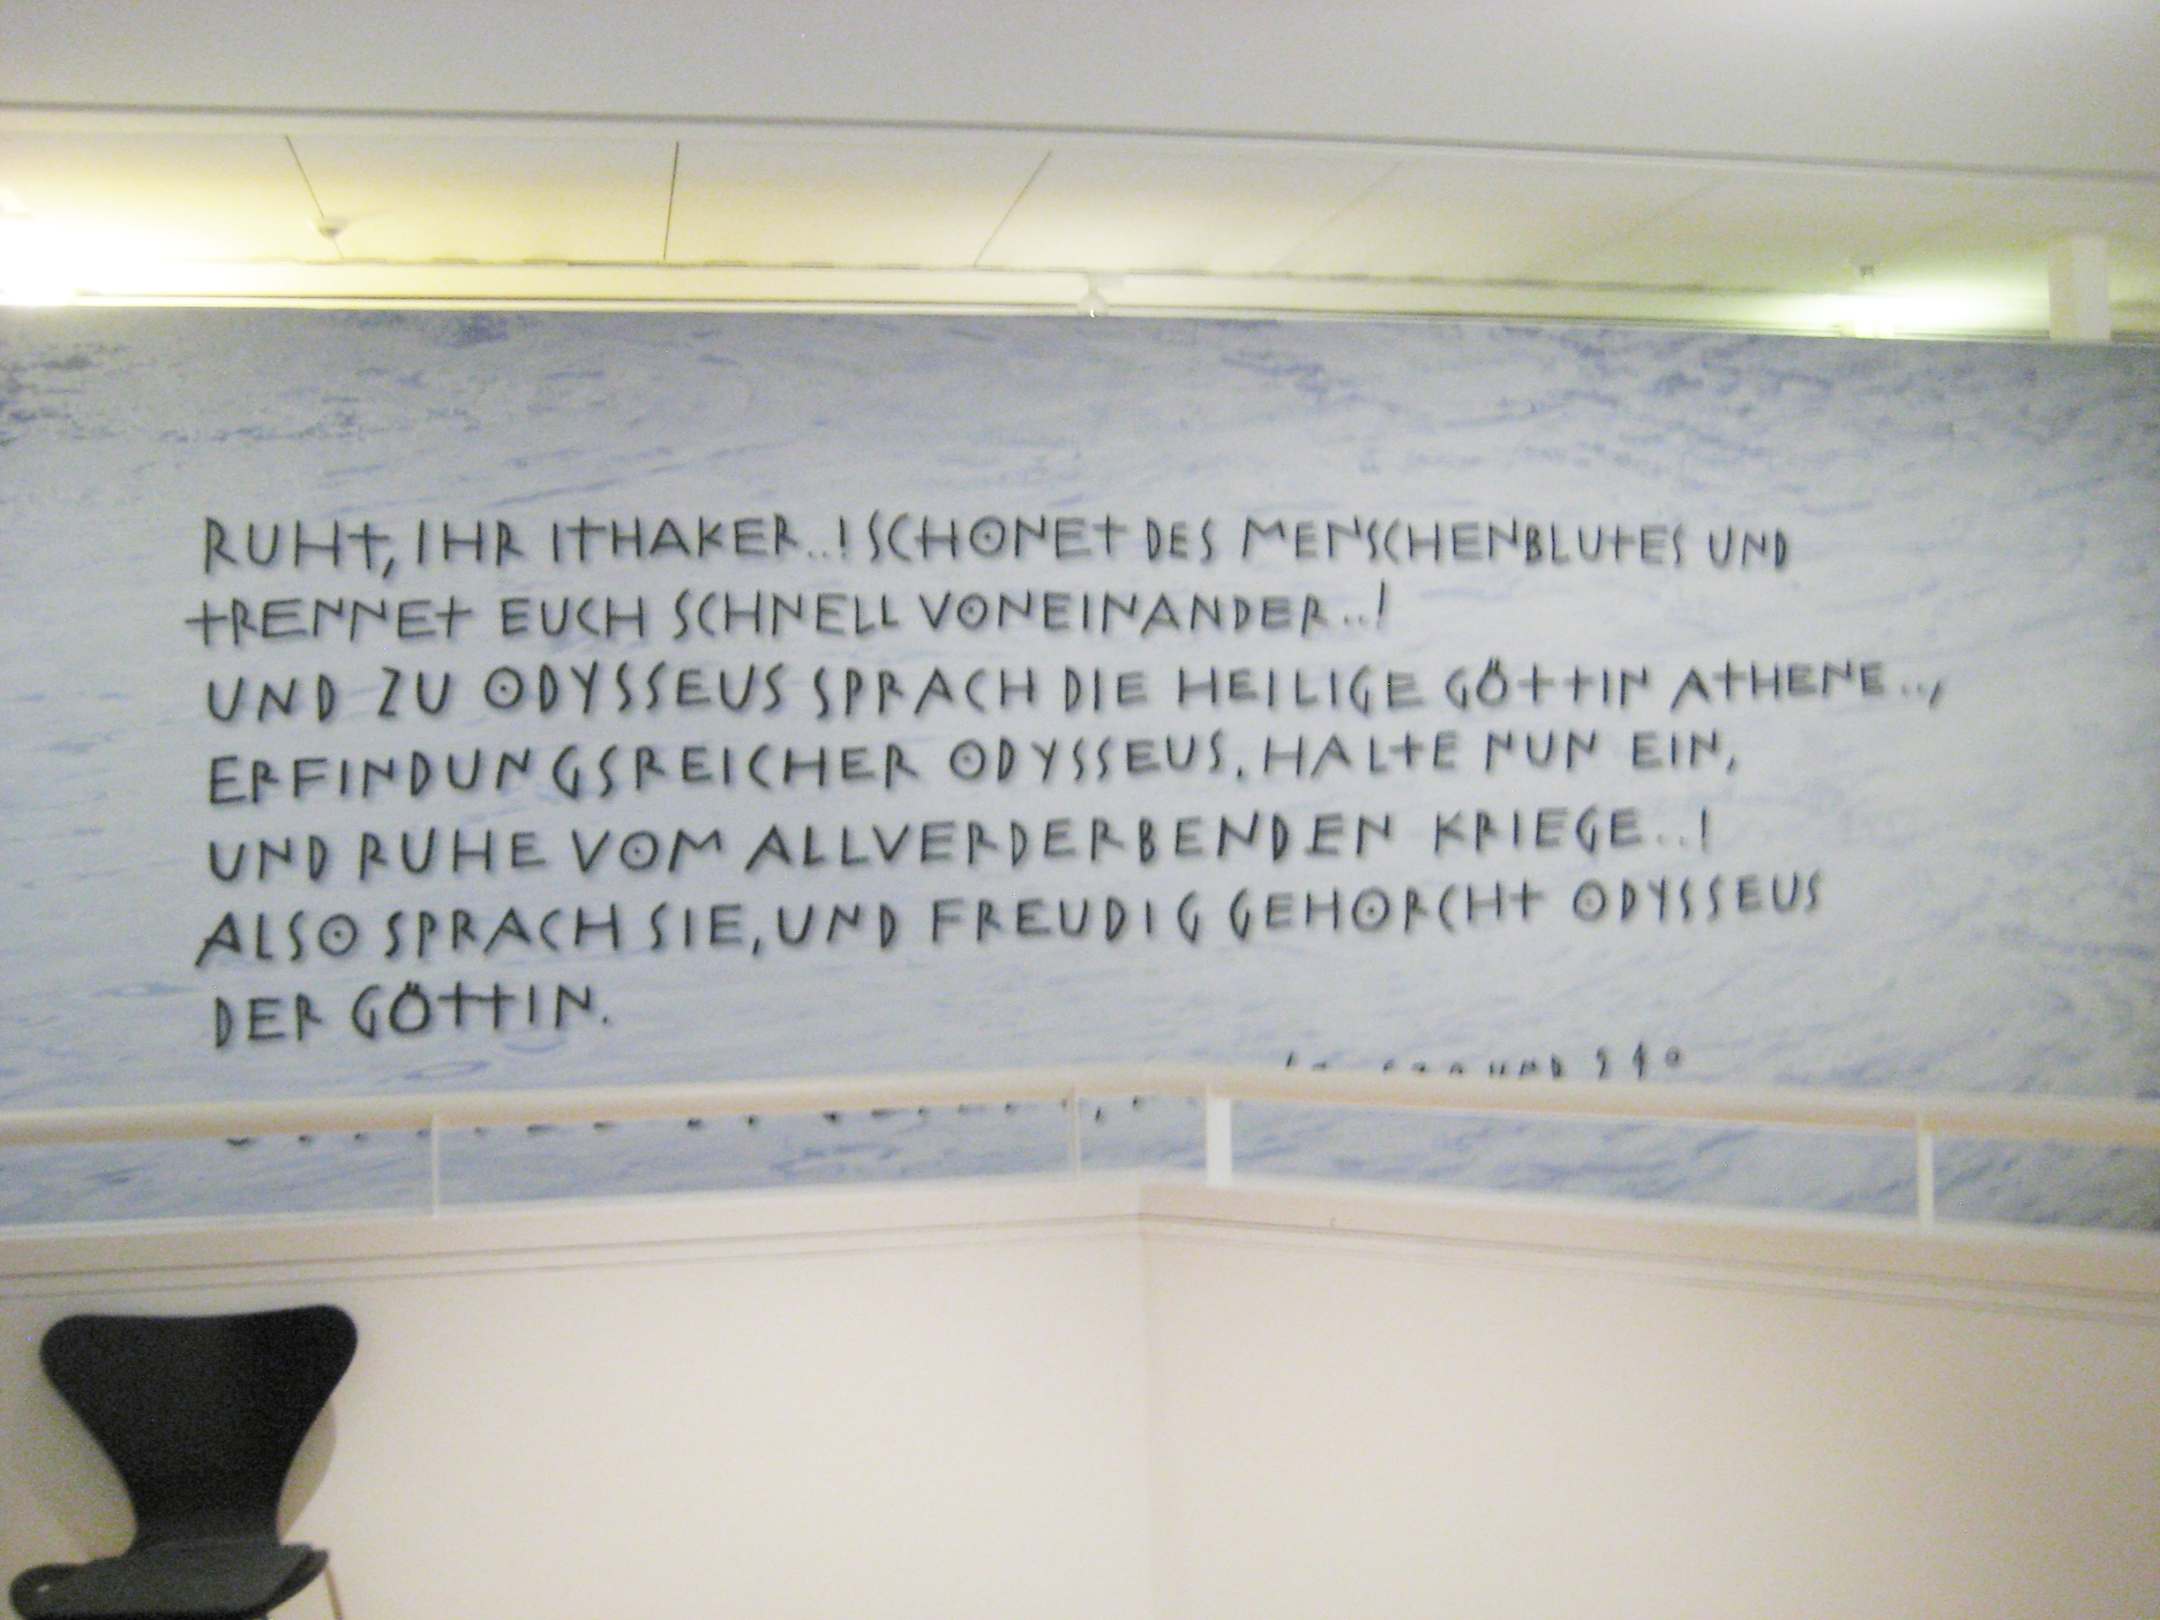 RUHT, IHR ITHAKER..! SCHONET DES MENSCHENBLUTES UND
TRENNET EUCH SCHNELL VONEINANDER..!
UND ZU ODYSSEUS SPRACH DIE HEILIGE GÖTTIN ATHENE..,
ERFINDUNGSREICHER ODYSSEUS. HALTE NUN EIN,
UND RUHE VOM ALLVERDERBENDEN KRIEGE..!
ALSO SPRACH SIE, UND FREUDIG GEHORCHT ODYSSEUS
DER GÖTTIN.
UND